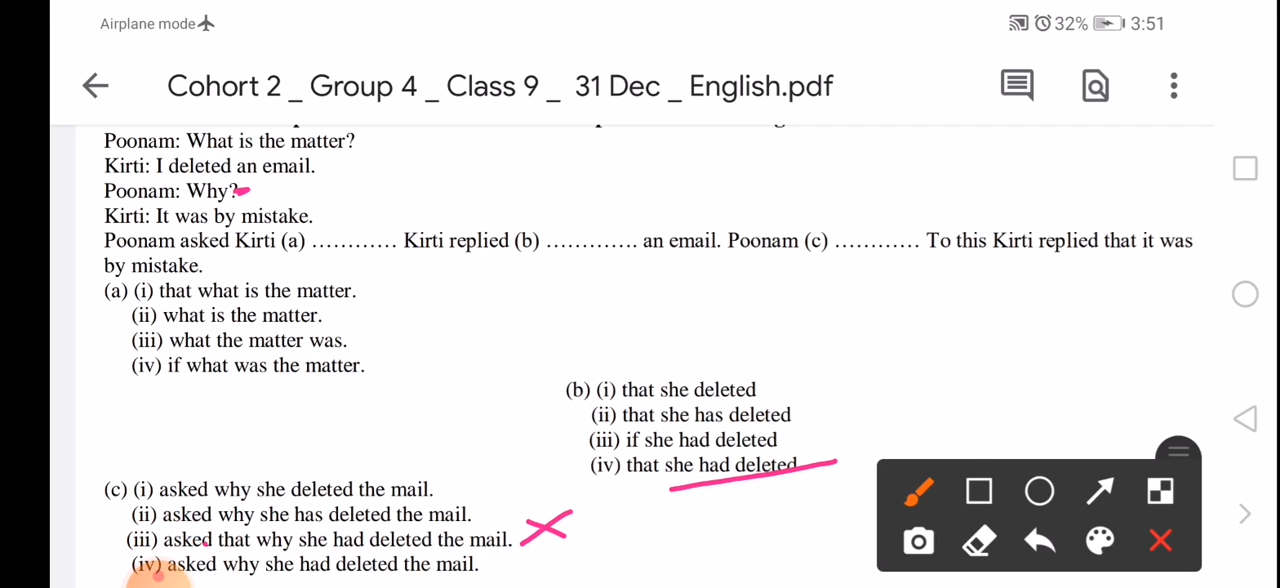 Airplane mode 32% 3:51
Cohort 2 _ Group 4 _ Class 9 _ 31 Dec _ English.pdf
Poonam: What is the matter?
Kirti: I deleted an email.
Poonam: Why?
Kirti: It was by mistake.
Poonam asked Kirti (a) ………… Kirti replied (b) …………. an email. Poonam (c) ………… To this Kirti replied that it was
by mistake.
(a) (i) that what is the matter.
(ii) what is the matter.
(iii) what the matter was.
(iv) if what was the matter.
(b) (i) that she deleted
(ii) that she has deleted
(iii) if she had deleted
(iv) that she had deleted
(c) (i) asked why she deleted the mail.
(ii) asked why she has deleted the mail.
(iii) asked that why she had deleted the mail.
(iv) asked why she had deleted the mail.